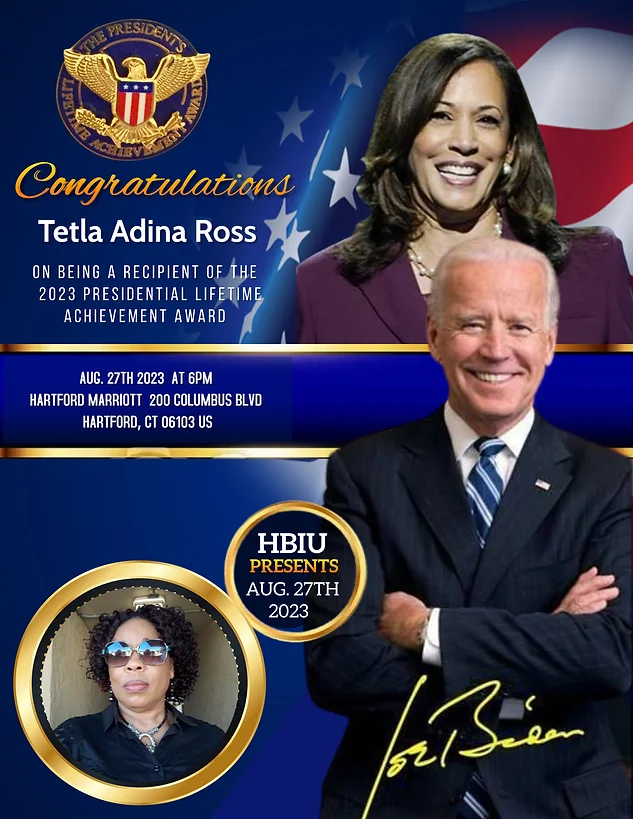 THE PRESIDENT'S
LIFETIME ACHIEVEMENT AWARD
Congratulations
Tetla Adina Ross
ON BEING A RECIPIENT OF THE
2023 PRESIDENTIAL LIFETIME
ACHIEVEMENT AWARD
AUG. 27TH 2023 AT 6PM
HARTFORD MARRIOTT 200 COLUMBUS BLVD
HARTFORD, CT 06103 US
HBIU
PRESENTS
AUG. 27TH
2023
Joe Biden